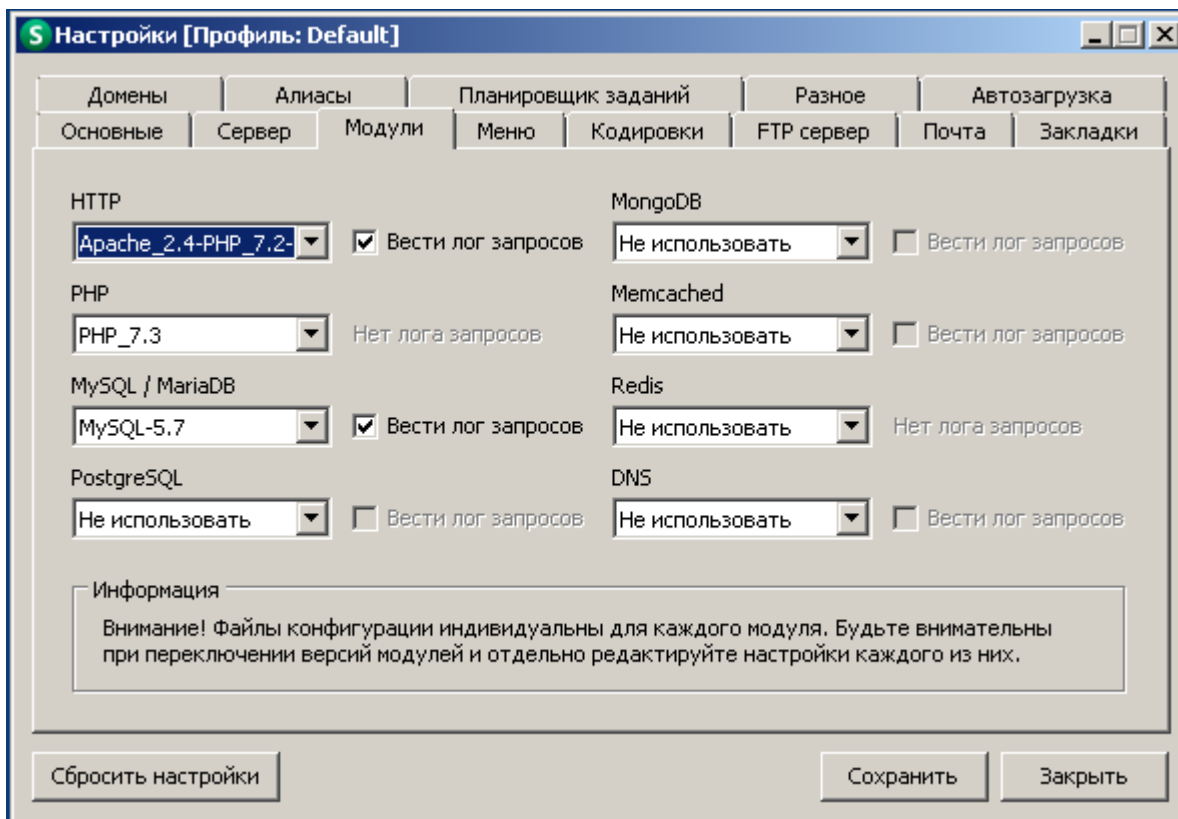 S Настройки [Профиль: Default]
Домены Алиасы Планировщик заданий Разное Автозагрузка
Основные Сервер Модули Меню Кодировки FTP сервер Почта Закладки
HTTP MongoDB
Apache_2.4-PHP_7.2- Вести лог запросов Не использовать Вести лог запросов
PHP Memcached
PHP_7.3 Нет лога запросов Не использовать Вести лог запросов
MySQL / MariaDB Redis
MySQL-5.7 Вести лог запросов Не использовать Нет лога запросов
PostgreSQL DNS
Не использовать Вести лог запросов Не использовать Вести лог запросов
Информация
Внимание! Файлы конфигурации индивидуальны для каждого модуля. Будьте внимательны
при переключении версий модулей и отдельно редактируйте настройки каждого из них.
Сбросить настройки Сохранить Закрыть